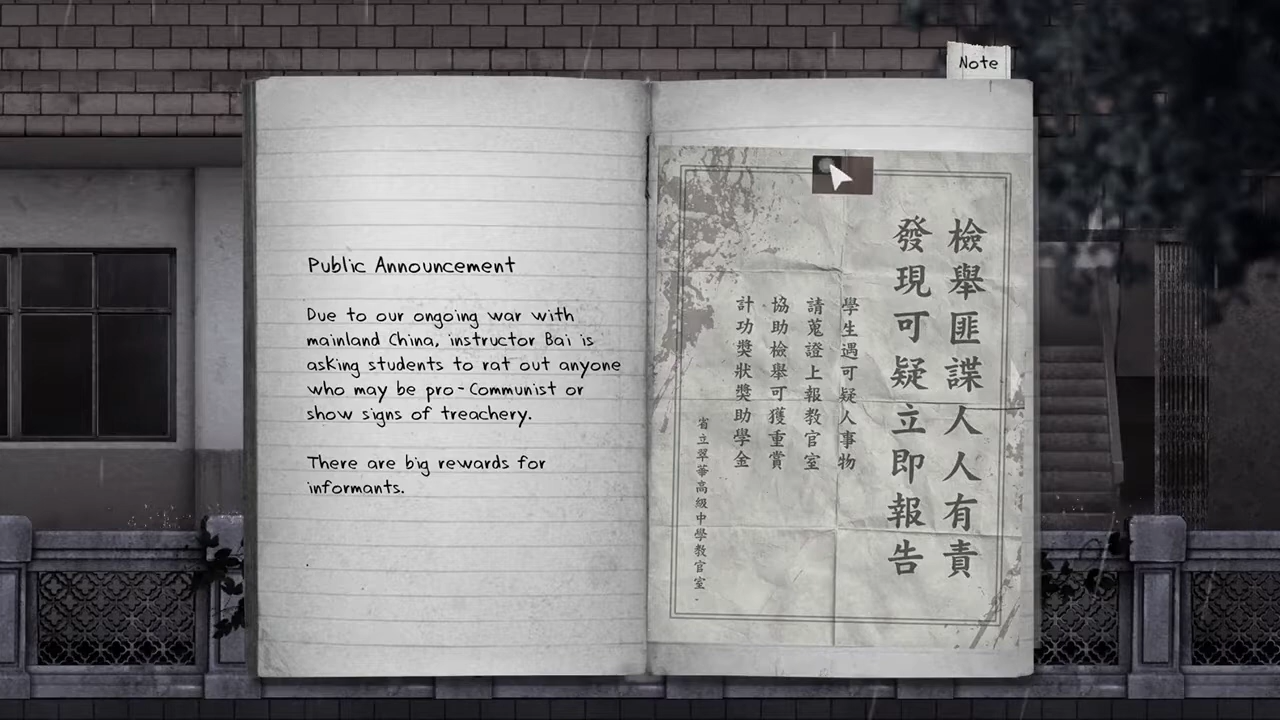 Note
Public Announcement
Due to our ongoing war with
mainland China, instructor Bai is
asking students to rat out anyone
who may be pro-Communist or
show signs of treachery.
There are big rewards for
informants.
檢舉匪諜人人有責
發現可疑立即報告
學生遇可疑人事物
請蒐證上報教官室
協助檢舉可獲重賞
計功獎狀獎助學金
省立翠華高級中學教官室